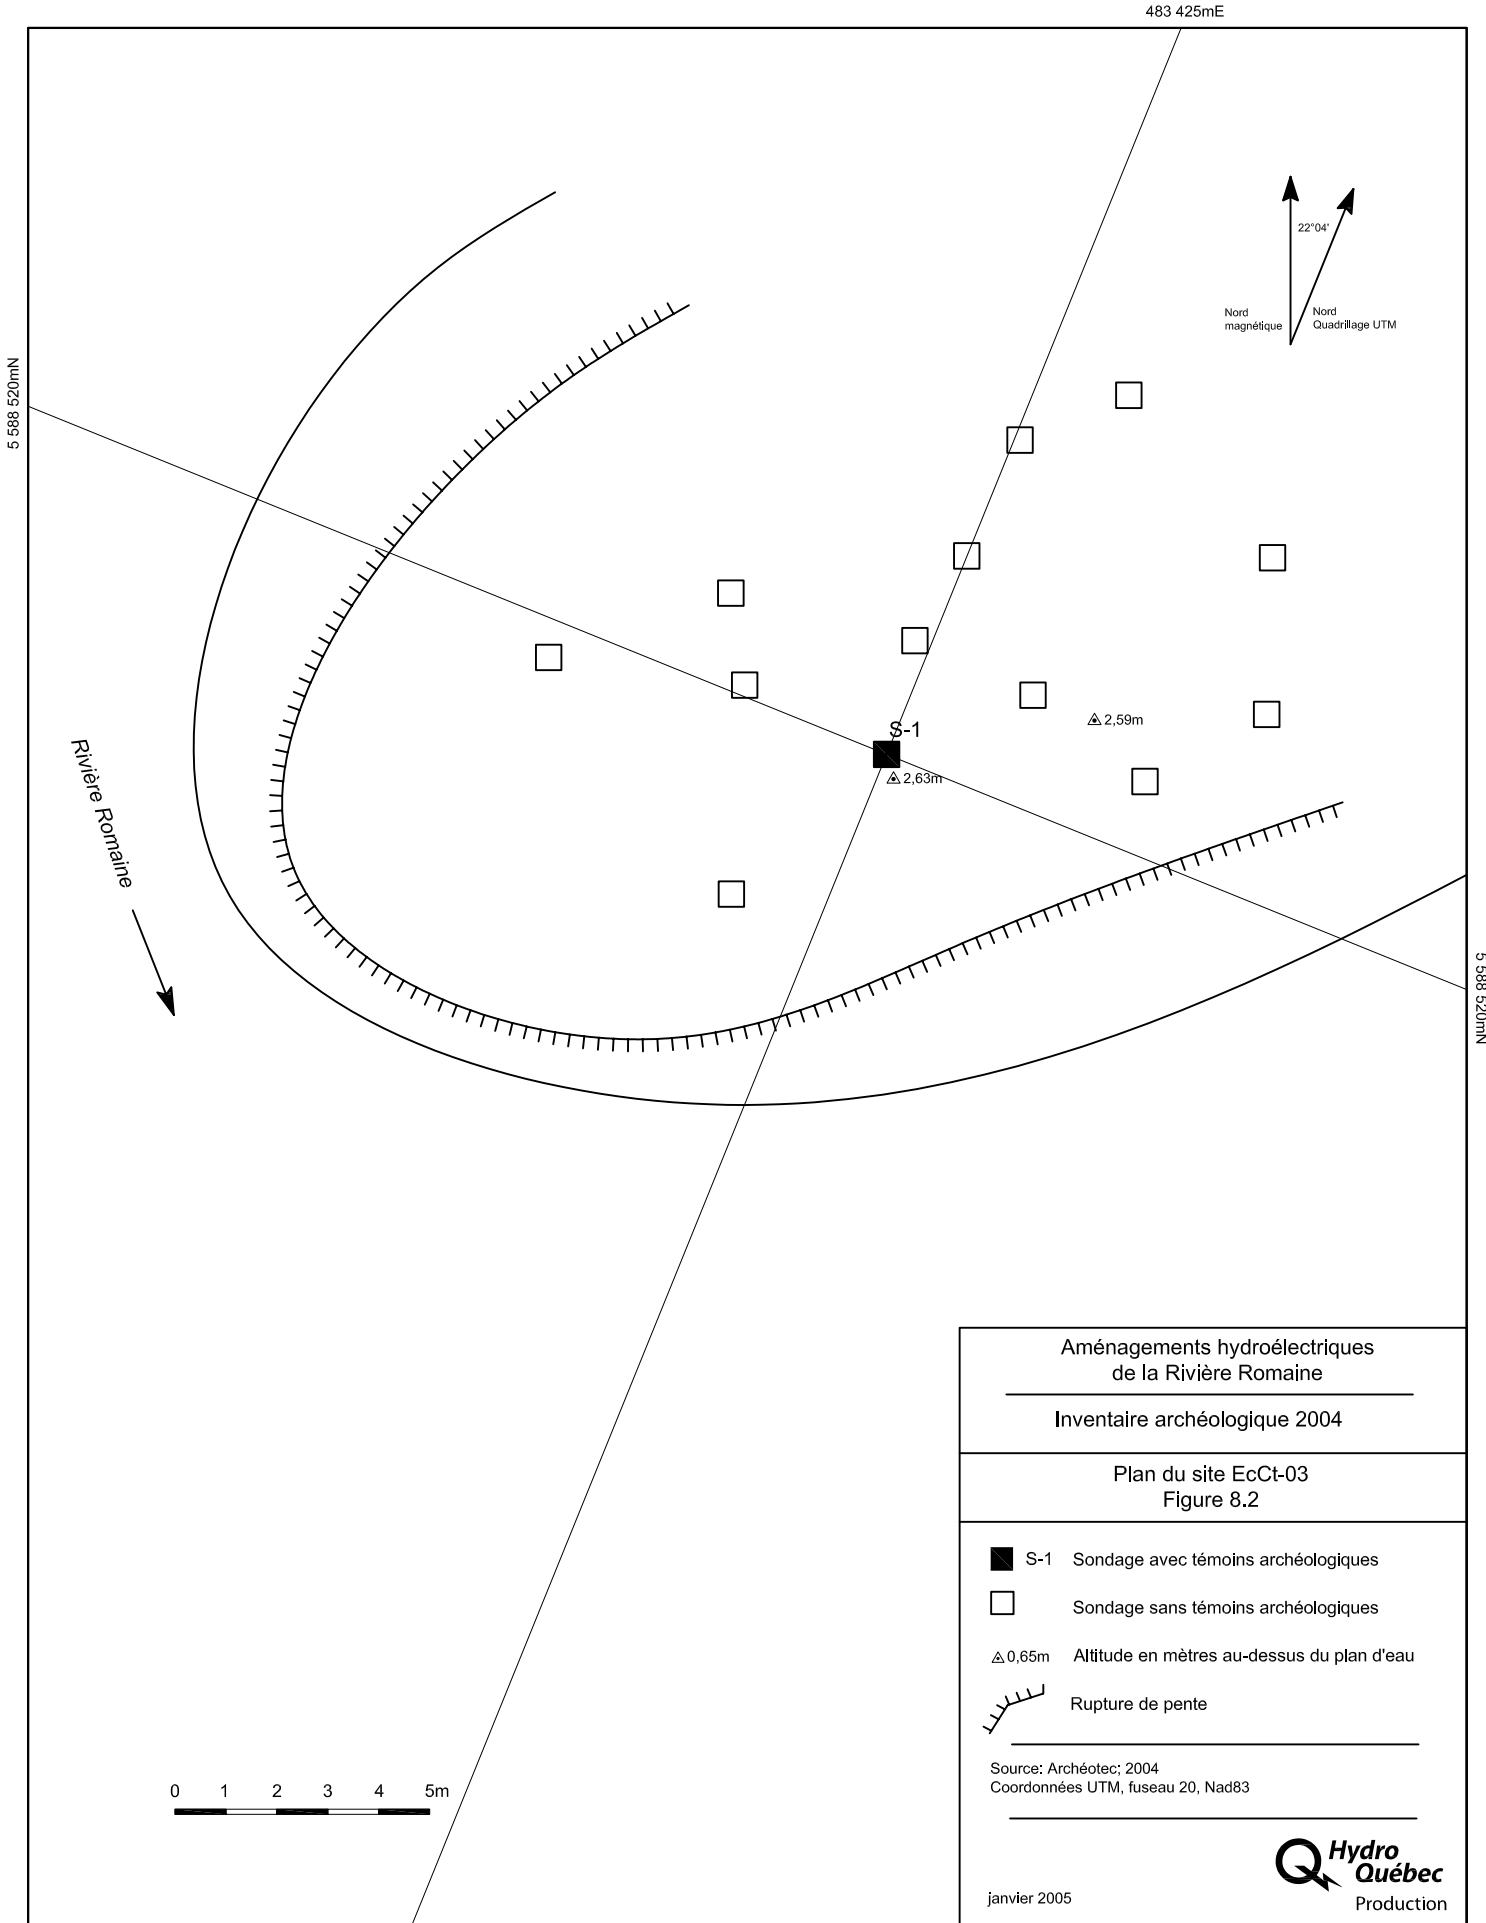 483 425mE
22°04'
Nord
magnétique
Nord
Quadrillage UTM
5 588 520mN
2,59m
S-1
2,63m
Rivière Romaine
5 588 520mN
Aménagements hydroélectriques
de la Rivière Romaine
Inventaire archéologique 2004
Plan du site EcCt-03
Figure 8.2
S-1 Sondage avec témoins archéologiques
Sondage sans témoins archéologiques
0,65m Altitude en mètres au-dessus du plan d'eau
Rupture de pente
Source: Archéotec; 2004
Coordonnées UTM, fuseau 20, Nad83
0 1 2 3 4 5m
Hydro
Québec
Production
janvier 2005